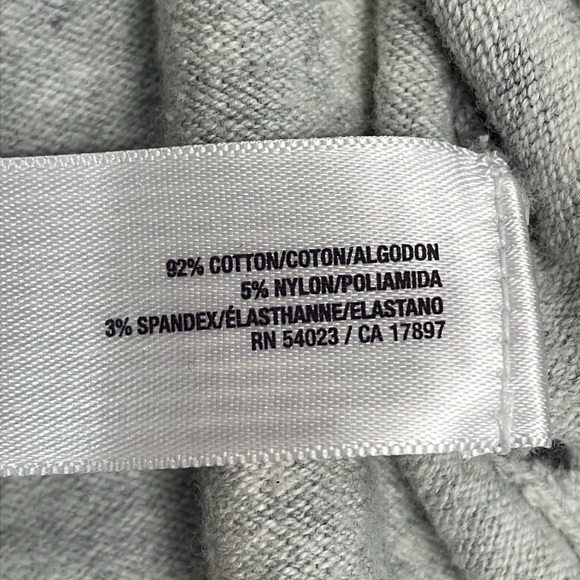 92% COTTON/COTON/ALGODON
5% NYLON/POLIAMIDA
3% SPANDEX/ÉLASTHANNE/ELASTANO
RN 54023 / CA 17897